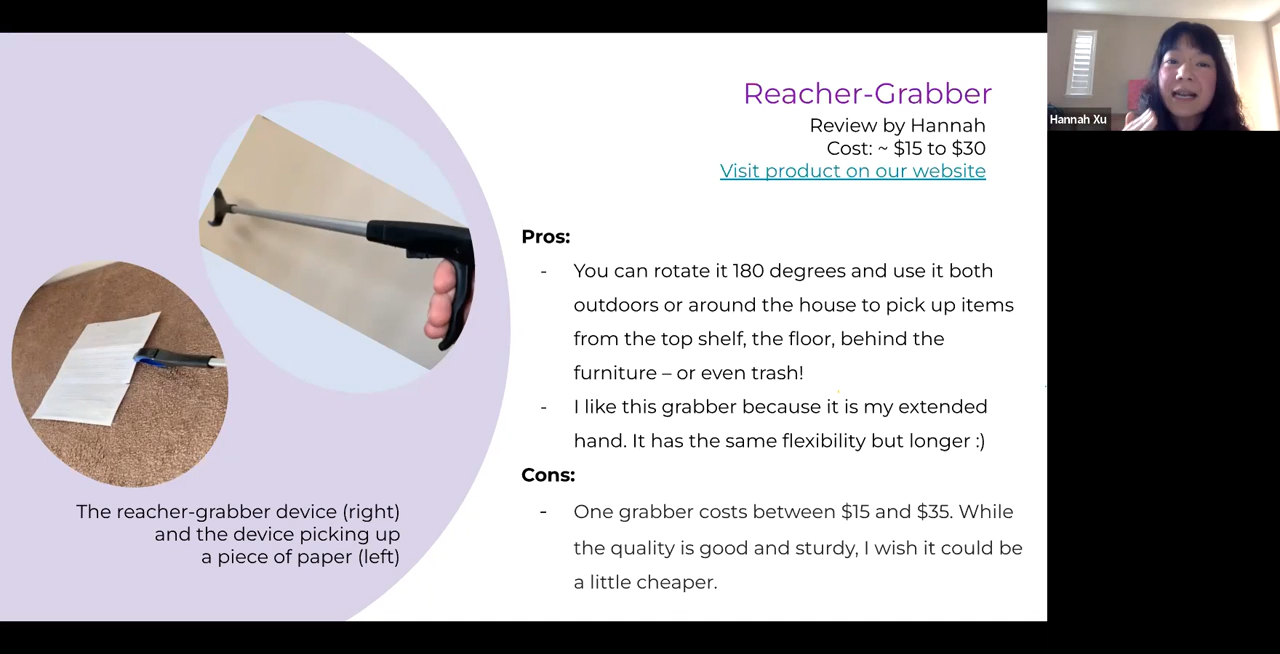 Reacher-Grabber
Review by Hannah
Cost: ~ $15 to $30
Visit product on our website
Pros:
- You can rotate it 180 degrees and use it both
outdoors or around the house to pick up items
from the top shelf, the floor, behind the
furniture – or even trash!
- I like this grabber because it is my extended
hand. It has the same flexibility but longer :)
Cons:
- One grabber costs between $15 and $35. While
the quality is good and sturdy, I wish it could be
a little cheaper.
The reacher-grabber device (right)
and the device picking up
a piece of paper (left)
Hannah Xu